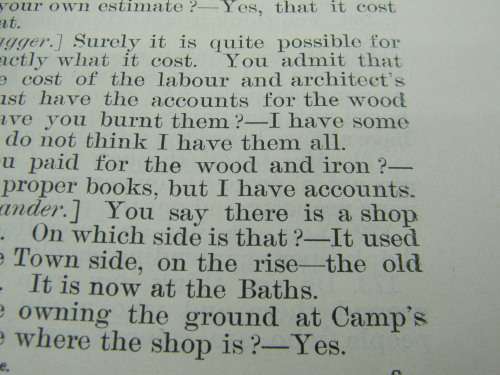 your own estimate ?—Yes, that it cost
at.
agger.] Surely it is quite possible for
actly what it cost. You admit that
e cost of the labour and architect's
ust have the accounts for the wood
ave you burnt them ?—I have some
do not think I have them all.
u paid for the wood and iron ?—
proper books, but I have accounts.
ander.] You say there is a shop
. On which side is that ?—It used
e Town side, on the rise—the old
. It is now at the Baths.
e owning the ground at Camp's
e where the shop is ?—Yes.
e.